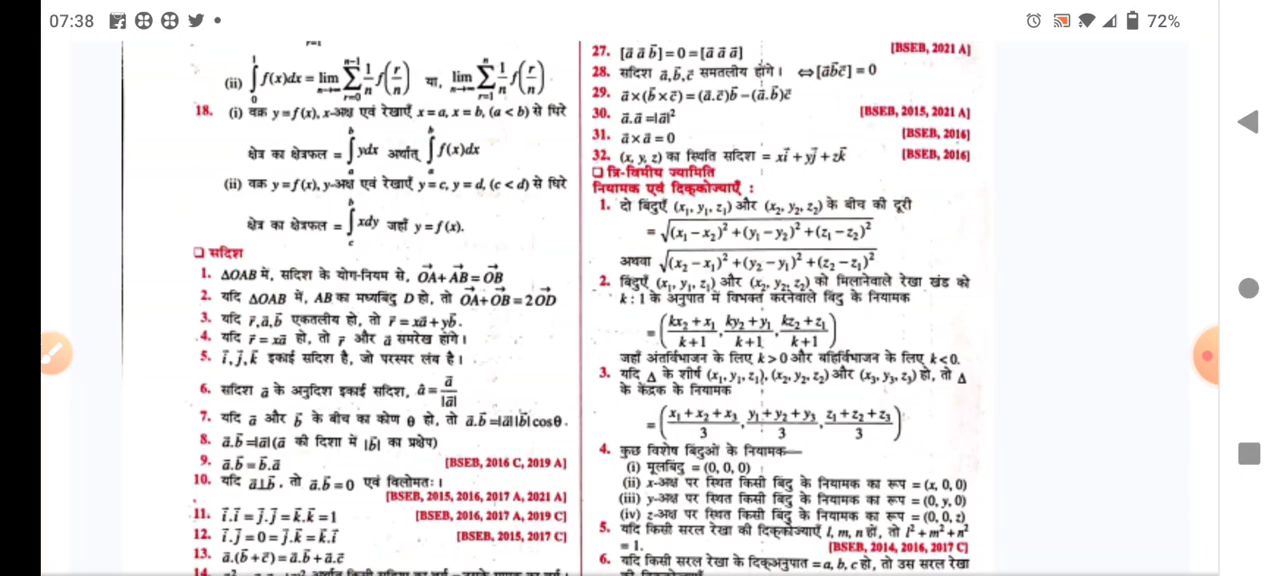 07:38
72%
r=1
(ii) ∫₀¹ f(x)dx = lim_{n→∞} Σ_{r=0}^{n-1} (1/n) f(r/n) या, lim_{n→∞} Σ_{r=1}^{n} (1/n) f(r/n)
18. (i) वक्र y = f(x), x-अक्ष एवं रेखाएँ x = a, x = b, (a < b) से घिरे
क्षेत्र का क्षेत्रफल = ∫ₐᵇ ydx अर्थात् ∫ₐᵇ f(x)dx
(ii) वक्र y = f(x), y-अक्ष एवं रेखाएँ y = c, y = d, (c < d) से घिरे
क्षेत्र का क्षेत्रफल = ∫_c^b xdy जहाँ y = f(x).
❑ सदिश
1. ΔOAB में, सदिश के योग-नियम से, →OA + →AB = →OB
2. यदि ΔOAB में, AB का मध्यबिंदु D हो, तो →OA + →OB = 2→OD
3. यदि r⃗, a⃗, b⃗ एकतलीय हो, तो r⃗ = xa⃗ + yb⃗.
4. यदि r⃗ = xa⃗ हो, तो r⃗ और a⃗ समरेख होंगे।
5. i⃗, j⃗, k⃗ इकाई सदिश है, जो परस्पर लंब है।
6. सदिश a⃗ के अनुदिश इकाई सदिश, â = a⃗/|a⃗|
7. यदि a⃗ और b⃗ के बीच का कोण θ हो, तो a⃗.b⃗ = |a⃗||b⃗|cosθ.
8. a⃗.b⃗ = |a⃗| (a⃗ की दिशा में |b⃗| का प्रक्षेप)
9. a⃗.b⃗ = b⃗.a⃗ [BSEB, 2016 C, 2019 A]
10. यदि a⃗⊥b⃗, तो a⃗.b⃗ = 0 एवं विलोमतः।
[BSEB, 2015, 2016, 2017 A, 2021 A]
11. i⃗.i⃗ = j⃗.j⃗ = k⃗.k⃗ = 1 [BSEB, 2016, 2017 A, 2019 C]
12. i⃗.j⃗ = 0 = j⃗.k⃗ = k⃗.i⃗ [BSEB, 2015, 2017 C]
13. a⃗.(b⃗ + c⃗) = a⃗.b⃗ + a⃗.c⃗
14.
27. [a⃗ a⃗ b⃗] = 0 = [a⃗ a⃗ a⃗] [BSEB, 2021 A]
28. सदिश a⃗, b⃗, c⃗ समतलीय होंगे। ⇔ [a⃗b⃗c⃗] = 0
29. a⃗ × (b⃗ × c⃗) = (a⃗.c⃗)b⃗ − (a⃗.b⃗)c⃗
30. a⃗.a⃗ = |a⃗|² [BSEB, 2015, 2021 A]
31. a⃗ × a⃗ = 0 [BSEB, 2016]
32. (x, y, z) का स्थिति सदिश = xi⃗ + yj⃗ + zk⃗ [BSEB, 2016]
❑ त्रि-विमीय ज्यामिति
नियामक एवं दिक्कोज्याएँ :
1. दो बिंदुएँ (x₁, y₁, z₁) और (x₂, y₂, z₂) के बीच की दूरी
= √((x₁ − x₂)² + (y₁ − y₂)² + (z₁ − z₂)²)
अथवा √((x₂ − x₁)² + (y₂ − y₁)² + (z₂ − z₁)²)
2. बिंदुएँ (x₁, y₁, z₁) और (x₂, y₂, z₂) को मिलानेवाले रेखा खंड को
k : 1 के अनुपात में विभक्त करनेवाले बिंदु के नियामक
= ((kx₂ + x₁)/(k + 1), (ky₂ + y₁)/(k + 1), (kz₂ + z₁)/(k + 1))
जहाँ अंतर्विभाजन के लिए k > 0 और बहिर्विभाजन के लिए k < 0.
3. यदि Δ के शीर्ष (x₁, y₁, z₁), (x₂, y₂, z₂) और (x₃, y₃, z₃) हो, तो Δ
के केंद्रक के नियामक
= ((x₁ + x₂ + x₃)/3, (y₁ + y₂ + y₃)/3, (z₁ + z₂ + z₃)/3)
4. कुछ विशेष बिंदुओं के नियामक—
(i) मूलबिंदु = (0, 0, 0)
(ii) x-अक्ष पर स्थित किसी बिंदु के नियामक का रूप = (x, 0, 0)
(iii) y-अक्ष पर स्थित किसी बिंदु के नियामक का रूप = (0, y, 0)
(iv) z-अक्ष पर स्थित किसी बिंदु के नियामक का रूप = (0, 0, z)
5. यदि किसी सरल रेखा की दिक्कोज्याएँ l, m, n हों, तो l² + m² + n²
= 1. [BSEB, 2014, 2016, 2017 C]
6. यदि किसी सरल रेखा के दिक्अनुपात = a, b, c हो, तो उस सरल रेखा